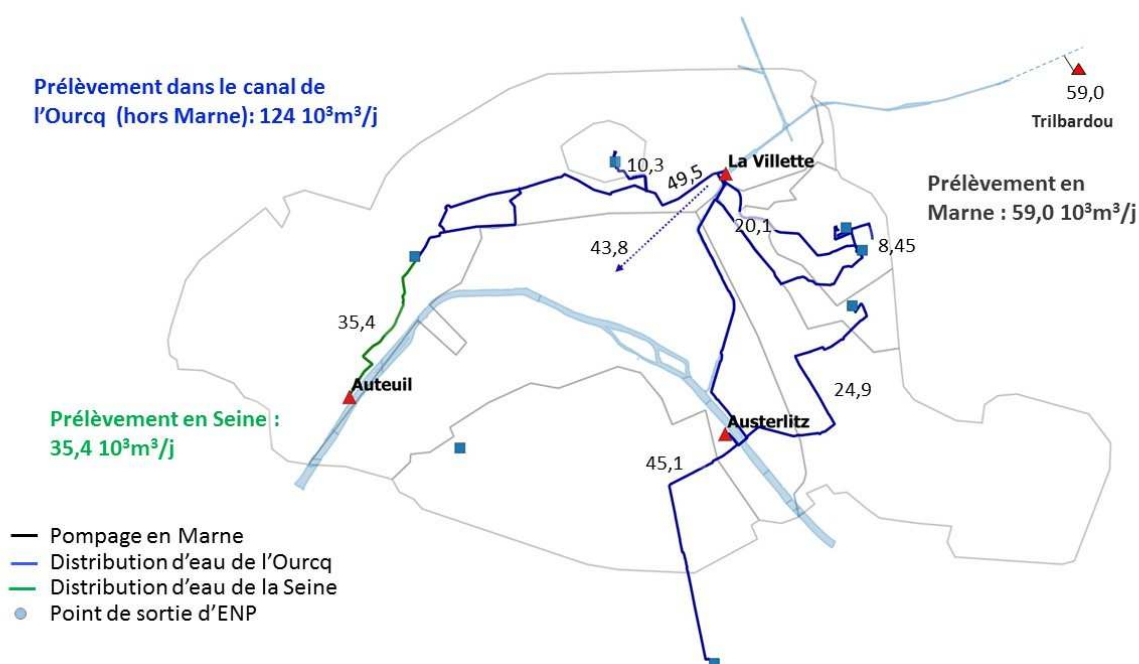 Prélèvement dans le canal de
l'Ourcq (hors Marne): 124 10³m³/j
59,0
Trilbardou
La Villette
10,3
49,5
Prélèvement en
Marne : 59,0 10³m³/j
20,1
43,8
8,45
35,4
Auteuil
24,9
Prélèvement en Seine :
35,4 10³m³/j
Austerlitz
45,1
Pompage en Marne
Distribution d'eau de l'Ourcq
Distribution d'eau de la Seine
Point de sortie d'ENP